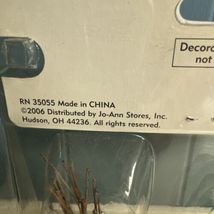 Decora
not
RN 35055 Made in CHINA
©2006 Distributed by Jo-Ann Stores, Inc.
Hudson, OH 44236. All rights reserved.